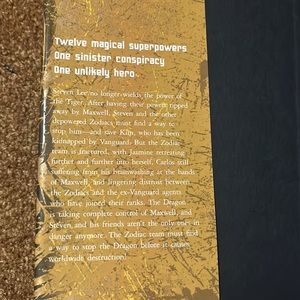 Twelve magical superpowers
One sinister conspiracy
One unlikely hero
Steven Lee no longer wields the power of
the Tiger. After having their powers ripped
away by Maxwell, Steven and the other
depowered Zodiacs must find a way to
stop him—and save Kim, who has been
kidnapped by Vanguard. But the Zodiac
team is fractured, with Jasmine retreating
further and further into herself, Carlos still
suffering from his brainwashing at the hands
of Maxwell, and lingering distrust between
the Zodiacs and the ex-Vanguard agents
who have joined their ranks. The Dragon
is taking complete control of Maxwell, and
Steven and his friends aren't the only ones in
danger anymore. The Zodiac team must find
a way to stop the Dragon before it causes
worldwide destruction!